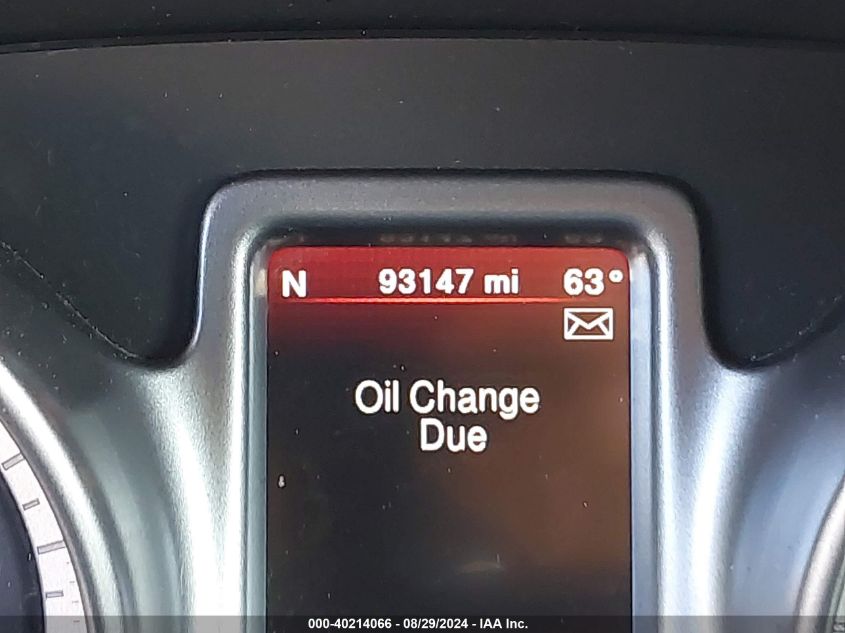 N 93147 mi 63°
Oil Change
Due
000-40214066 - 08/29/2024 - IAA Inc.